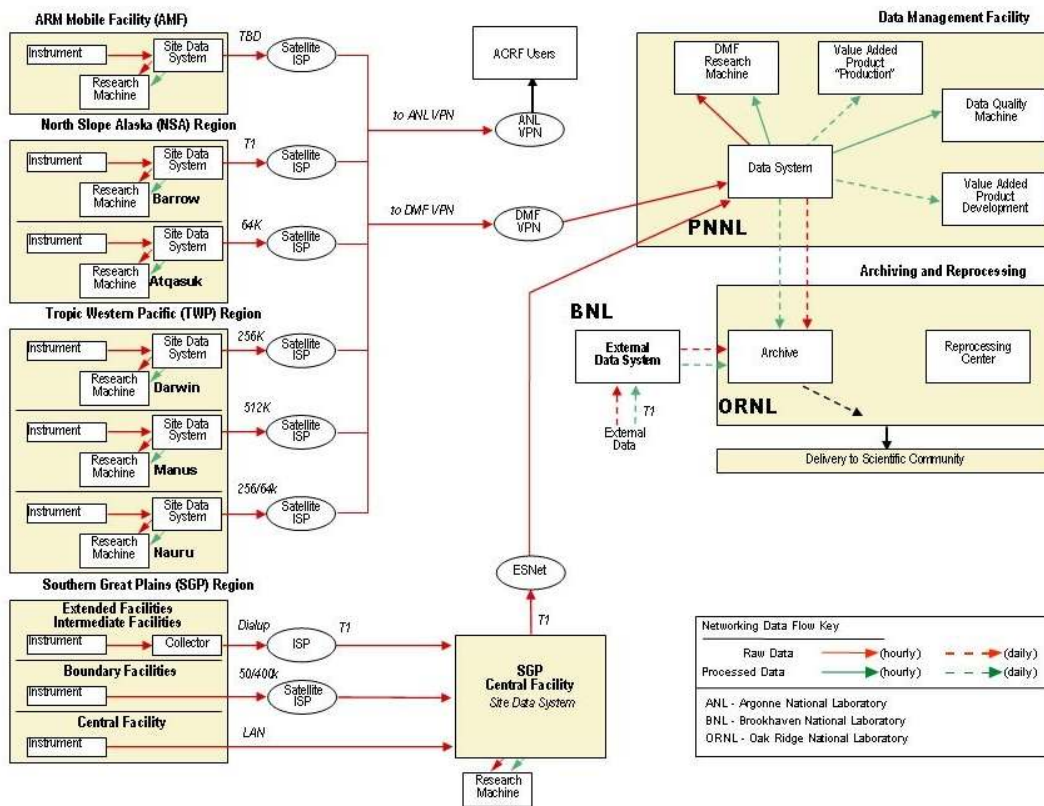 ARM Mobile Facility (AMF)
Instrument
Site Data
System
Research
Machine
TBD
Satellite
ISP
North Slope Alaska (NSA) Region
Instrument
Site Data
System
Research
Machine
Barrow
T1
Satellite
ISP
Instrument
Site Data
System
Research
Machine
Atqasuk
64K
Satellite
ISP
Tropic Western Pacific (TWP) Region
Instrument
Site Data
System
Research
Machine
Darwin
256K
Satellite
ISP
Instrument
Site Data
System
Research
Machine
Manus
512K
Satellite
ISP
Instrument
Site Data
System
Research
Machine
Nauru
256/64k
Satellite
ISP
Southern Great Plains (SGP) Region
Extended Facilities
Intermediate Facilities
Instrument
Collector
Dialup
ISP
T1
Boundary Facilities
Instrument
50/400k
Satellite
ISP
Central Facility
Instrument
LAN
SGP
Central Facility
Site Data System
Research
Machine
T1
ESNet
ACRF Users
to ANL VPN
ANL
VPN
to DMF VPN
DMF
VPN
Data Management Facility
DMF
Research
Machine
Value Added
Product
"Production"
Data Quality
Machine
Data System
Value Added
Product
Development
PNNL
Archiving and Reprocessing
BNL
External
Data System
T1
External
Data
Archive
Reprocessing
Center
ORNL
Delivery to Scientific Community
Networking Data Flow Key
Raw Data (hourly) (daily)
Processed Data (hourly) (daily)
ANL - Argonne National Laboratory
BNL - Brookhaven National Laboratory
ORNL - Oak Ridge National Laboratory